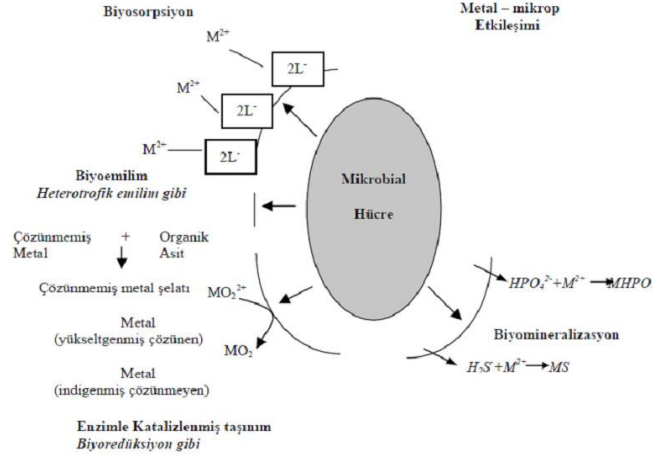 Biyosorpsiyon
Metal – mikrop
Etkileşimi
M²⁺
2L⁻
M²⁺
2L⁻
M²⁺
2L⁻
Mikrobial
Hücre
Biyoemilim
Heterotrofik emilim gibi
Çözünmemiş + Organik
Metal Asit
Çözünmemiş metal şelatı
MO₂²⁺
Metal
(yükseltgenmiş çözünen)
MO₂
Metal
(indigenmiş çözünmeyen)
HPO₄²⁻+M²⁺ → MHPO
Biyomineralizasyon
H₂S+M²⁺ → MS
Enzimle Katalizlenmiş taşınım
Biyoredüksiyon gibi